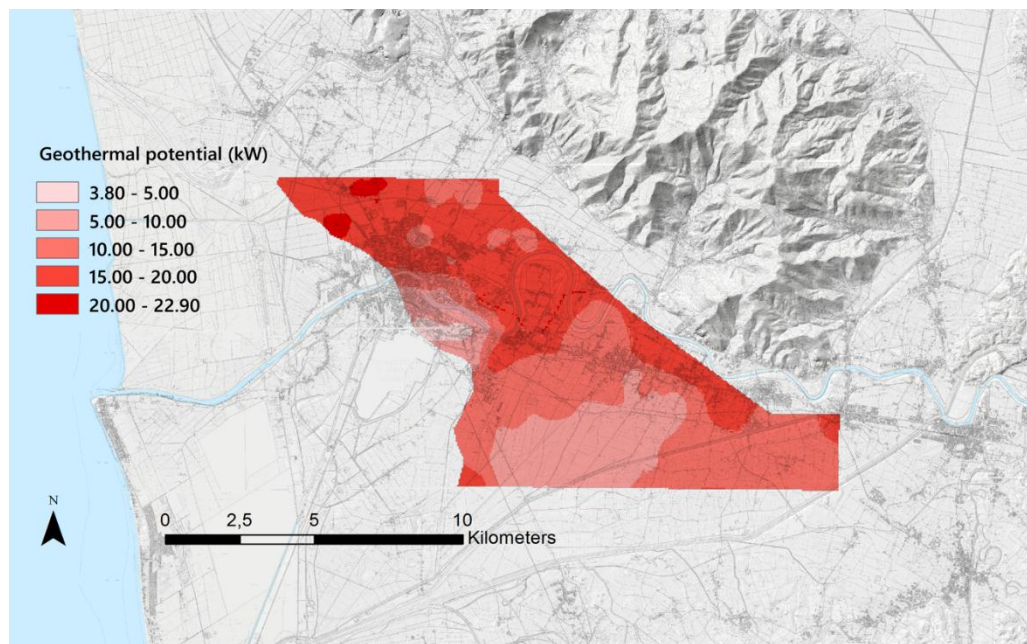 Geothermal potential (kW)
3.80 - 5.00
5.00 - 10.00
10.00 - 15.00
15.00 - 20.00
20.00 - 22.90
N
0 2,5 5 10
Kilometers